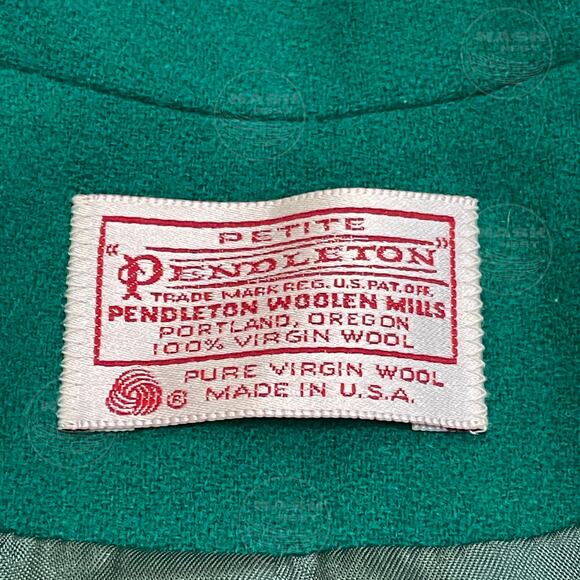 PETITE
"PENDLETON"
TRADE MARK REG. U.S. PAT. OFF.
PENDLETON WOOLEN MILLS
PORTLAND, OREGON
100% VIRGIN WOOL
PURE VIRGIN WOOL
® MADE IN U.S.A.
NASH